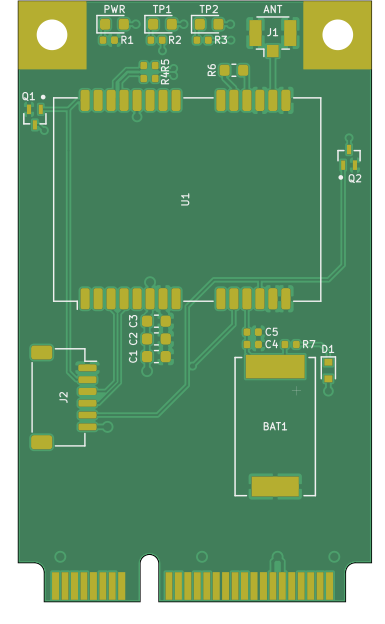 PWR TP1 TP2 ANT
R1 R2 R3 J1
R6 R5
R4
Q1
Q2
U1
C3
C2
C1
C5
C4 R7 D1
J2
BAT1